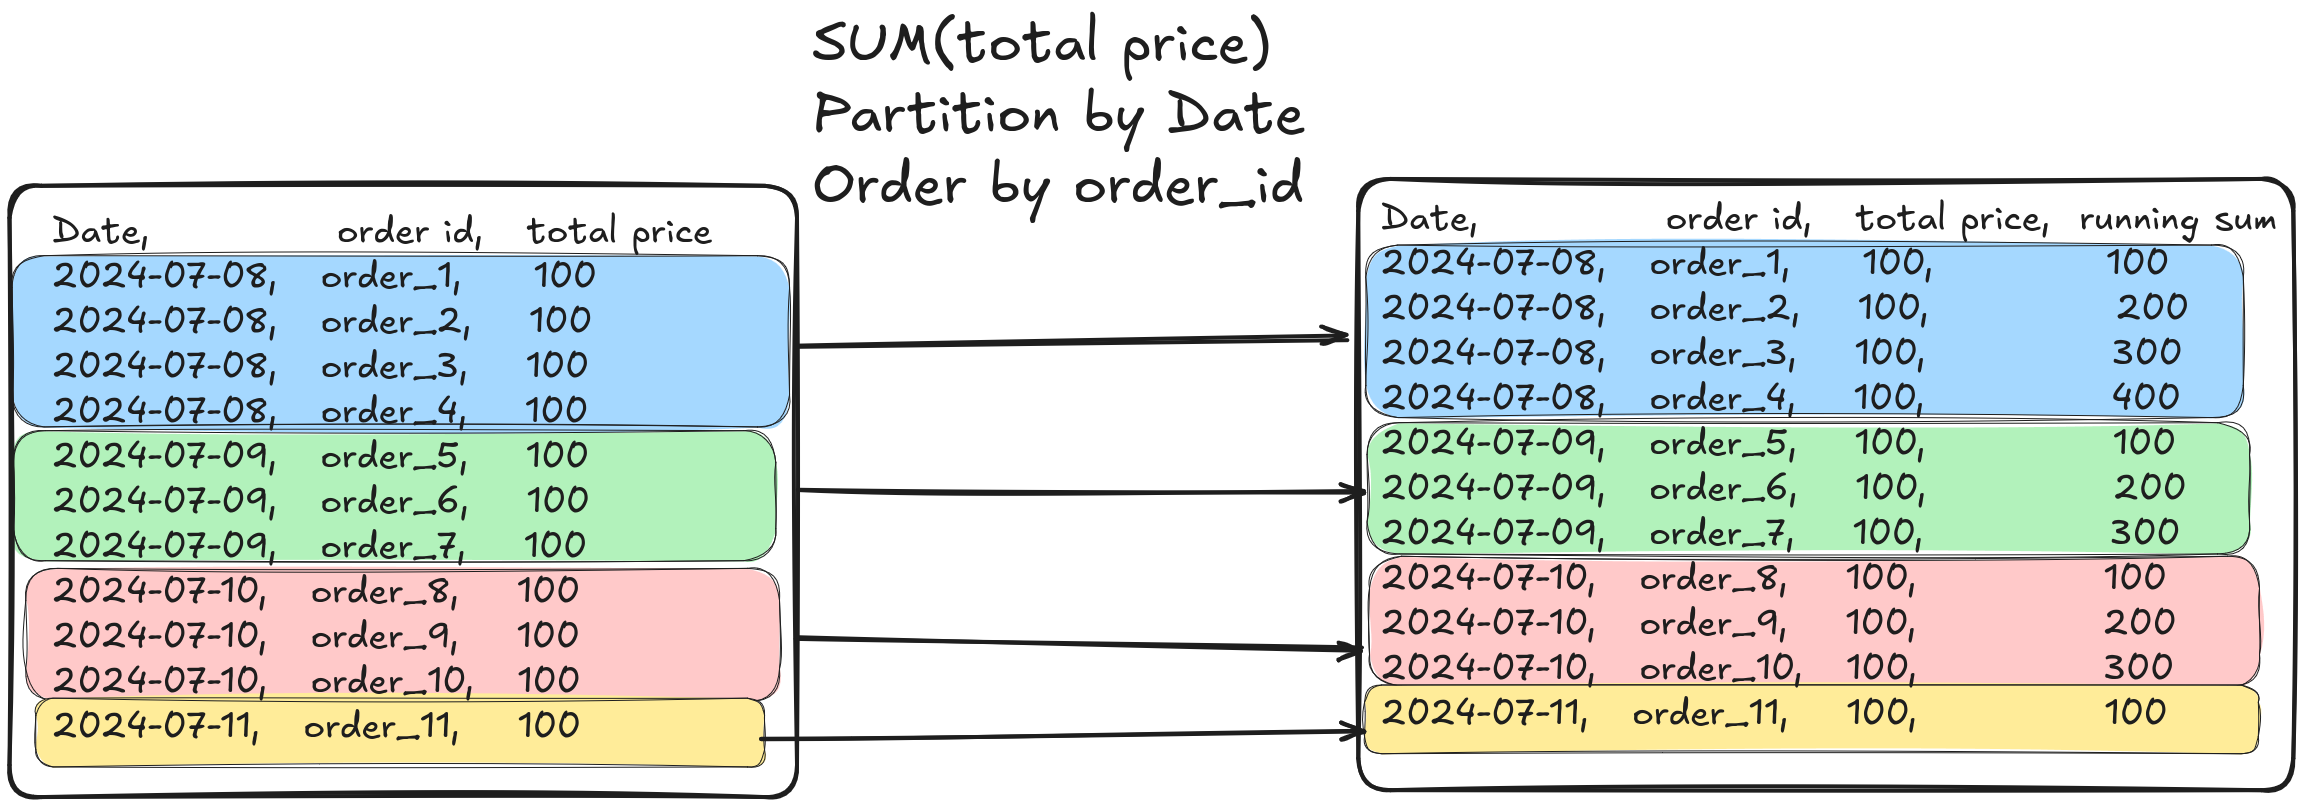 SUM(total price)
Partition by Date
Order by order_id
Date, order id, total price
2024-07-08, order_1, 100
2024-07-08, order_2, 100
2024-07-08, order_3, 100
2024-07-08, order_4, 100
2024-07-09, order_5, 100
2024-07-09, order_6, 100
2024-07-09, order_7, 100
2024-07-10, order_8, 100
2024-07-10, order_9, 100
2024-07-10, order_10, 100
2024-07-11, order_11, 100
Date, order id, total price, running sum
2024-07-08, order_1, 100, 100
2024-07-08, order_2, 100, 200
2024-07-08, order_3, 100, 300
2024-07-08, order_4, 100, 400
2024-07-09, order_5, 100, 100
2024-07-09, order_6, 100, 200
2024-07-09, order_7, 100, 300
2024-07-10, order_8, 100, 100
2024-07-10, order_9, 100, 200
2024-07-10, order_10, 100, 300
2024-07-11, order_11, 100, 100